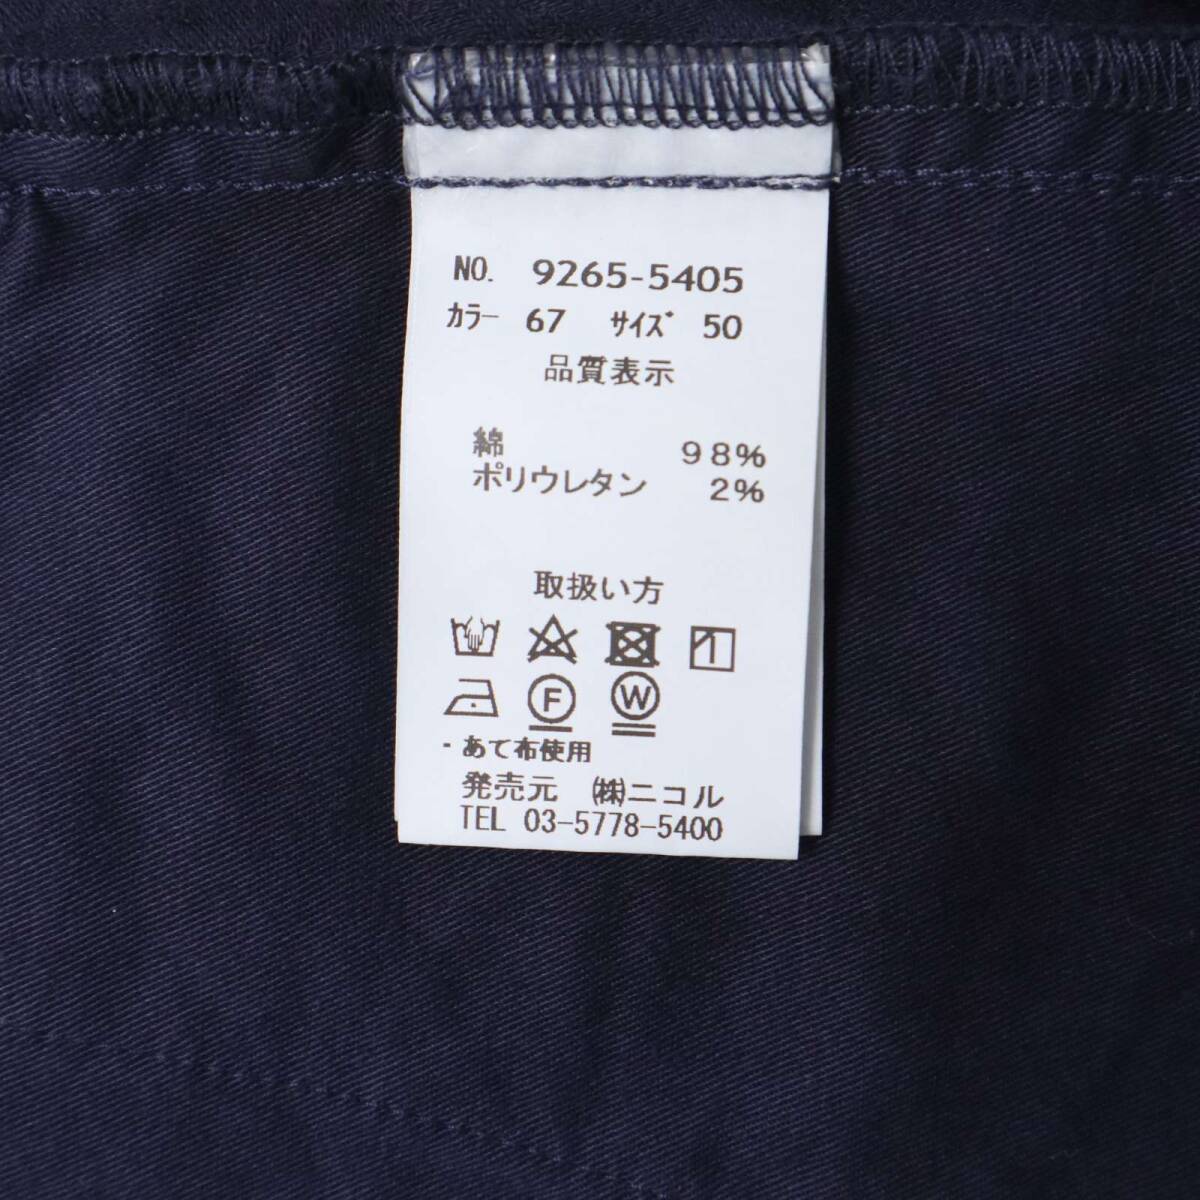 NO. 9265-5405
カラー 67 サイズ 50
品質表示
綿 98%
ポリウレタン 2%
取扱い方
F W
・あて布使用
発売元 ㈱ニコル
TEL 03-5778-5400